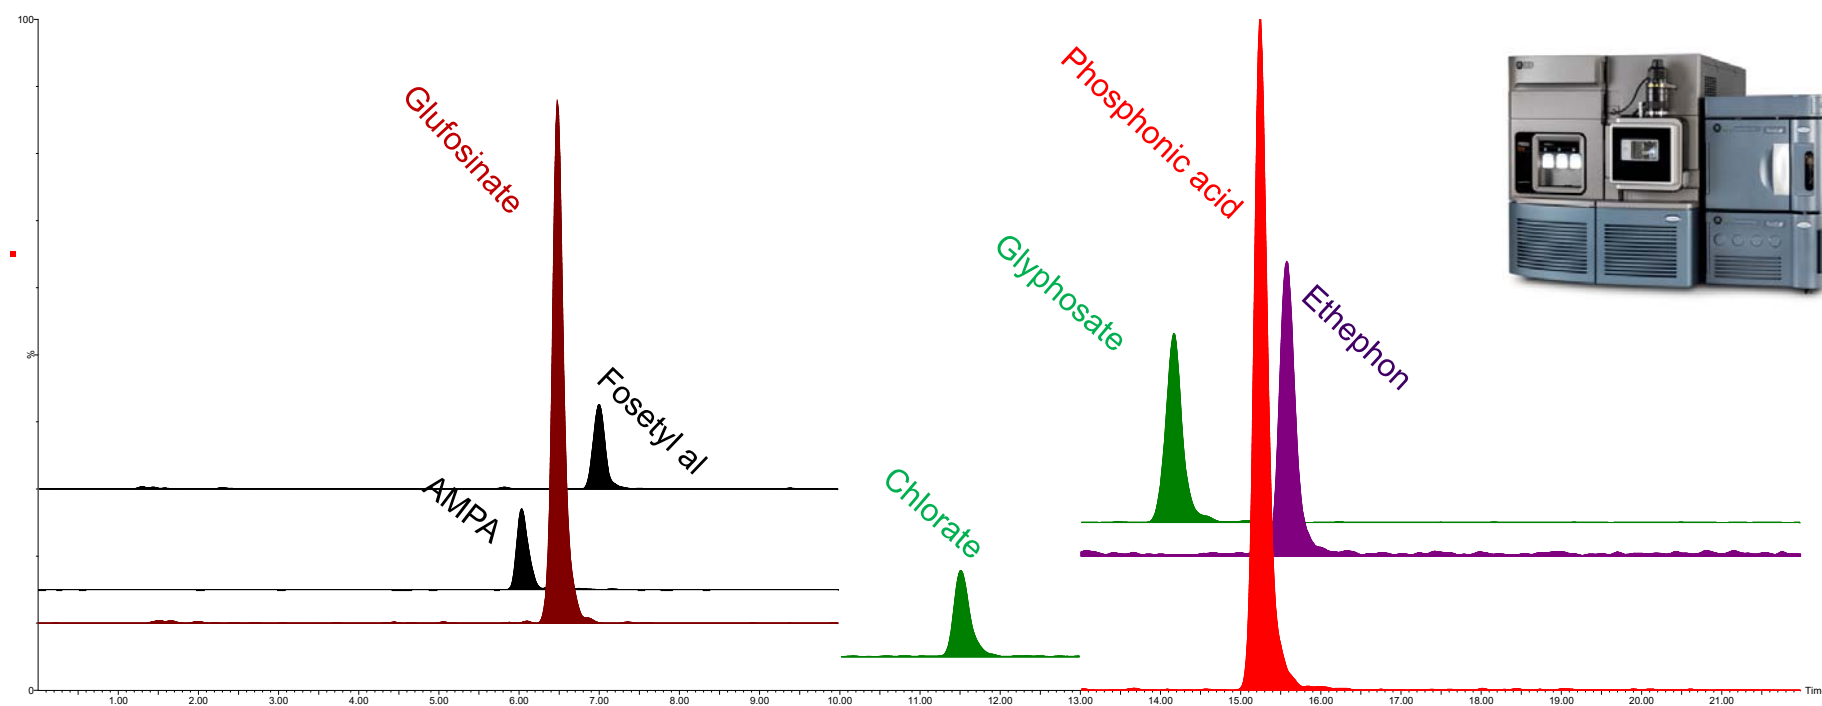 100
%
0
Glufosinate
Fosetyl al
AMPA
Chlorate
Glyphosate
Phosphonic acid
Ethephon
1.00 2.00 3.00 4.00 5.00 6.00 7.00 8.00 9.00 10.00 11.00 12.00 13.00 14.00 15.00 16.00 17.00 18.00 19.00 20.00 21.00
Tim